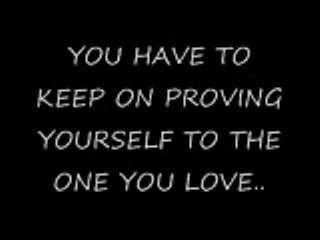 YOU HAVE TO
KEEP ON PROVING
YOURSELF TO THE
ONE YOU LOVE..